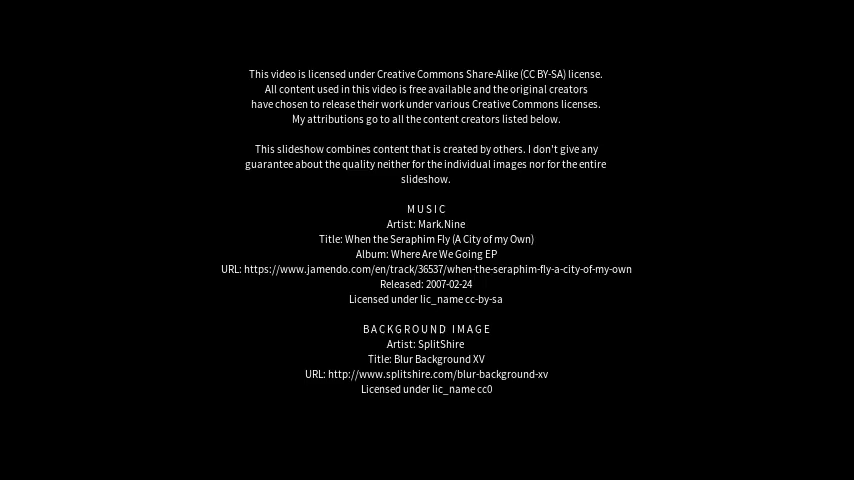 This video is licensed under Creative Commons Share-Alike (CC BY-SA) license.
All content used in this video is free available and the original creators
have chosen to release their work under various Creative Commons licenses.
My attributions go to all the content creators listed below.
This slideshow combines content that is created by others. I don't give any
guarantee about the quality neither for the individual images nor for the entire
slideshow.
MUSIC
Artist: Mark.Nine
Title: When the Seraphim Fly (A City of my Own)
Album: Where Are We Going EP
URL: https://www.jamendo.com/en/track/36537/when-the-seraphim-fly-a-city-of-my-own
Released: 2007-02-24
Licensed under lic_name cc-by-sa
BACKGROUND IMAGE
Artist: SplitShire
Title: Blur Background XV
URL: http://www.splitshire.com/blur-background-xv
Licensed under lic_name cc0